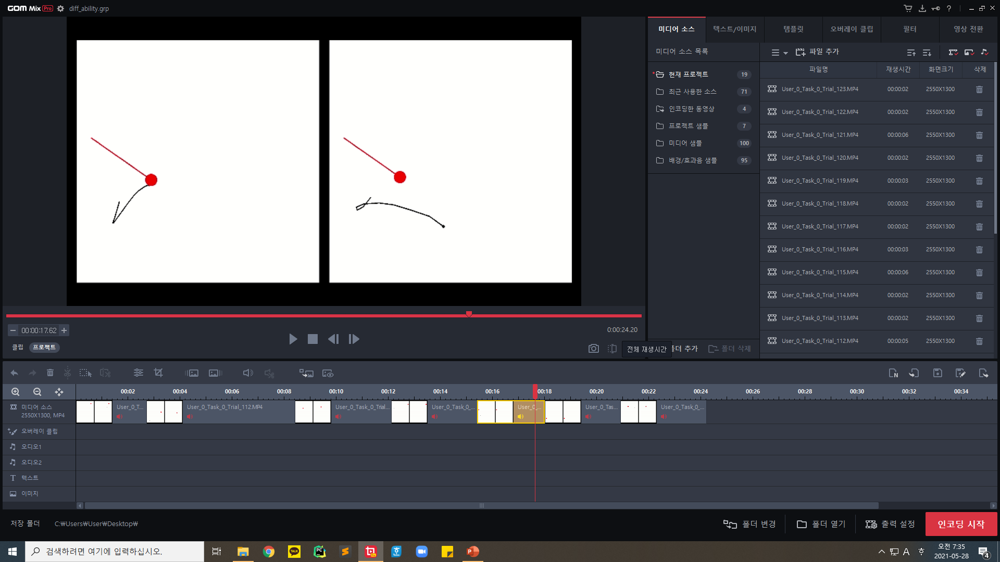 GOM Mix Pro diff_ability.grp
미디어 소스 텍스트/이미지 템플릿 오버레이 클립 필터 영상 전환
미디어 소스 목록
파일 추가
현재 프로젝트 19
최근 사용한 소스 71
인코딩한 동영상 4
프로젝트 샘플 7
미디어 샘플 100
배경/효과음 샘플 95
파일명 재생시간 화면크기 삭제
User_0_Task_0_Trial_123.MP4 00:00:02 2550X1300
User_0_Task_0_Trial_122.MP4 00:00:02 2550X1300
User_0_Task_0_Trial_121.MP4 00:00:06 2550X1300
User_0_Task_0_Trial_120.MP4 00:00:02 2550X1300
User_0_Task_0_Trial_119.MP4 00:00:03 2550X1300
User_0_Task_0_Trial_118.MP4 00:00:02 2550X1300
User_0_Task_0_Trial_117.MP4 00:00:02 2550X1300
User_0_Task_0_Trial_116.MP4 00:00:03 2550X1300
User_0_Task_0_Trial_115.MP4 00:00:06 2550X1300
User_0_Task_0_Trial_114.MP4 00:00:02 2550X1300
User_0_Task_0_Trial_113.MP4 00:00:02 2550X1300
User_0_Task_0_Trial_112.MP4 00:00:05 2550X1300
00:00:17.62
0:00:24.20
클립 프로젝트
전체 재생시간
폴더 추가 폴더 삭제
00:02 00:04 00:06 00:08 00:10 00:12 00:14 00:16 00:18 00:20 00:22 00:24 00:26 00:28 00:30 00:32 00:34
미디어 소스
2550X1300, MP4
User_0_T... User_0_Task_0_Trial_112.MP4 User_0_Task_0_Trial... User_0_Task_0_... User_0_... User_0_Tas... User_0_Task_0_...
오버레이 클립
오디오1
오디오2
텍스트
이미지
저장 폴더 C:₩Users₩User₩Desktop₩
폴더 변경 폴더 열기 출력 설정 인코딩 시작
검색하려면 여기에 입력하십시오.
TALK
PC
A 호
오전 7:35
2021-05-28
4